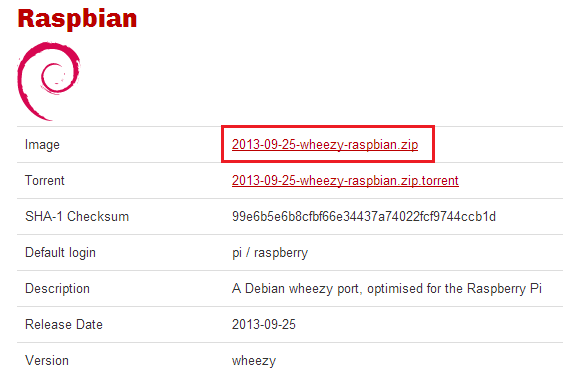 Raspbian
Image 2013-09-25-wheezy-raspbian.zip
Torrent 2013-09-25-wheezy-raspbian.zip.torrent
SHA-1 Checksum 99e6b5e6b8cfbf66e34437a74022fcf9744ccb1d
Default login pi / raspberry
Description A Debian wheezy port, optimised for the Raspberry Pi
Release Date 2013-09-25
Version wheezy